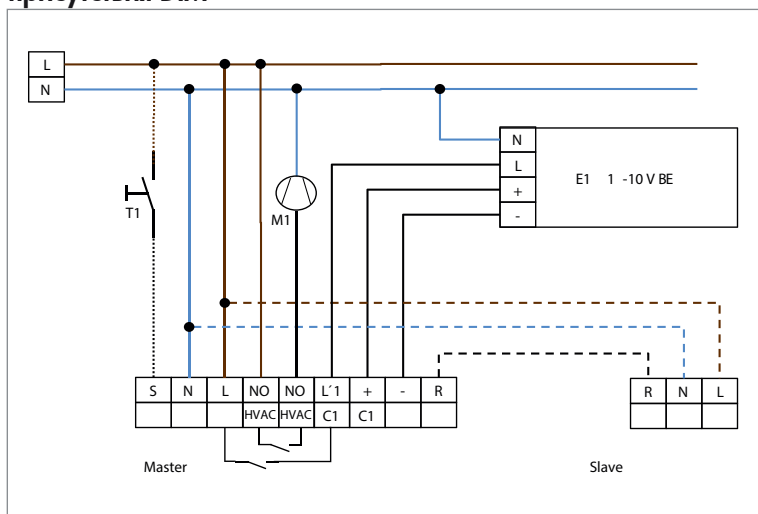 L
N
N
L
E1 1 -10 V BE
+
-
T1
M1
S N L NO NO L´1 + - R
HVAC HVAC C1 C1
R N L
Master
Slave